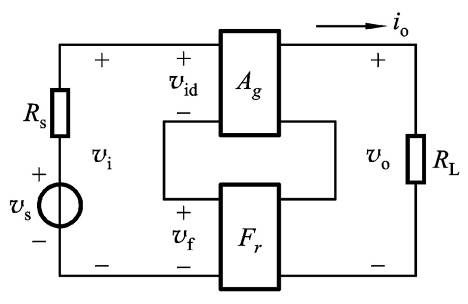 i_o
+ + +
v_id A_g
R_s −
v_i v_o R_L
+
v_s + v_f F_r
− − − −